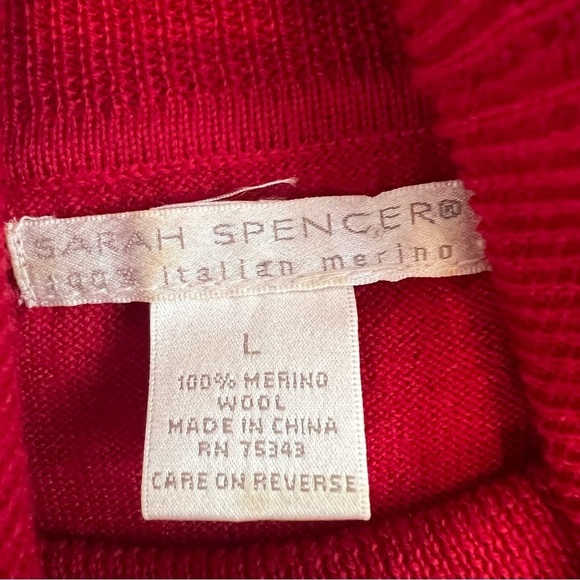 SARAH SPENCER®
100% italian merino
L
100% MERINO
WOOL
MADE IN CHINA
RN 75343
CARE ON REVERSE